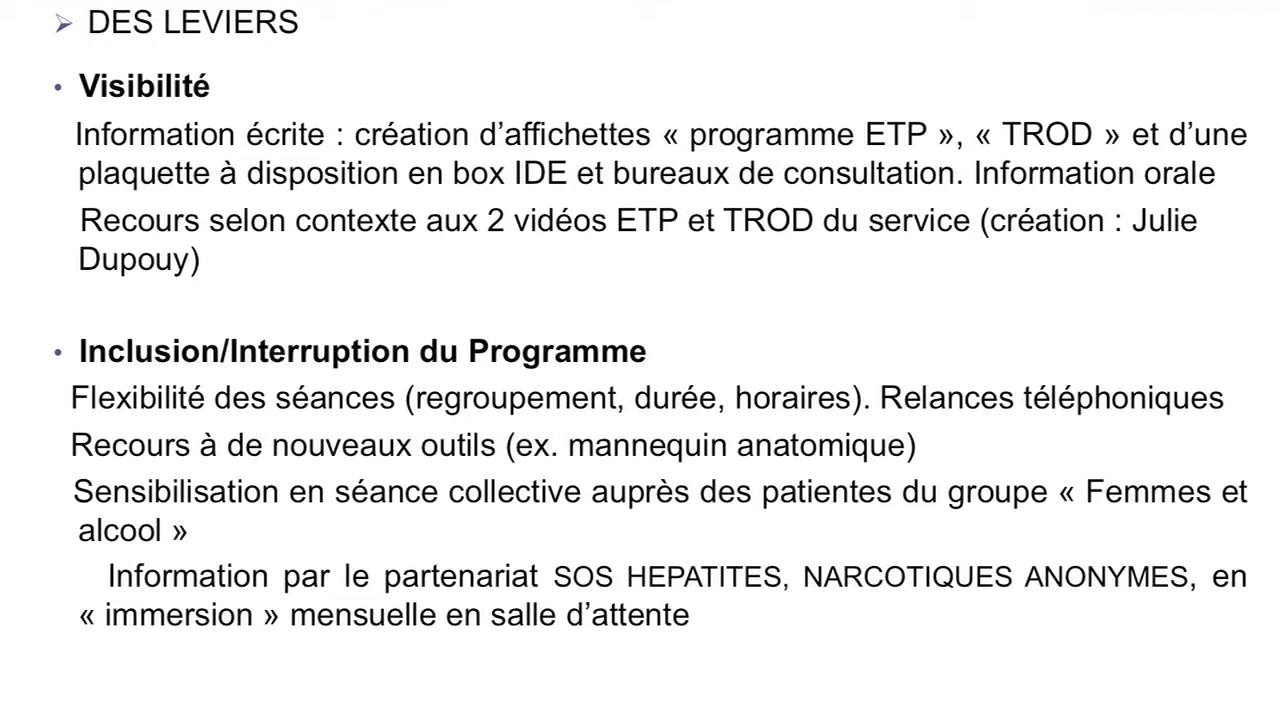 ➢ DES LEVIERS
• Visibilité
Information écrite : création d’affichettes « programme ETP », « TROD » et d’une
plaquette à disposition en box IDE et bureaux de consultation. Information orale
Recours selon contexte aux 2 vidéos ETP et TROD du service (création : Julie
Dupouy)
• Inclusion/Interruption du Programme
Flexibilité des séances (regroupement, durée, horaires). Relances téléphoniques
Recours à de nouveaux outils (ex. mannequin anatomique)
Sensibilisation en séance collective auprès des patientes du groupe « Femmes et
alcool »
Information par le partenariat SOS HEPATITES, NARCOTIQUES ANONYMES, en
« immersion » mensuelle en salle d’attente